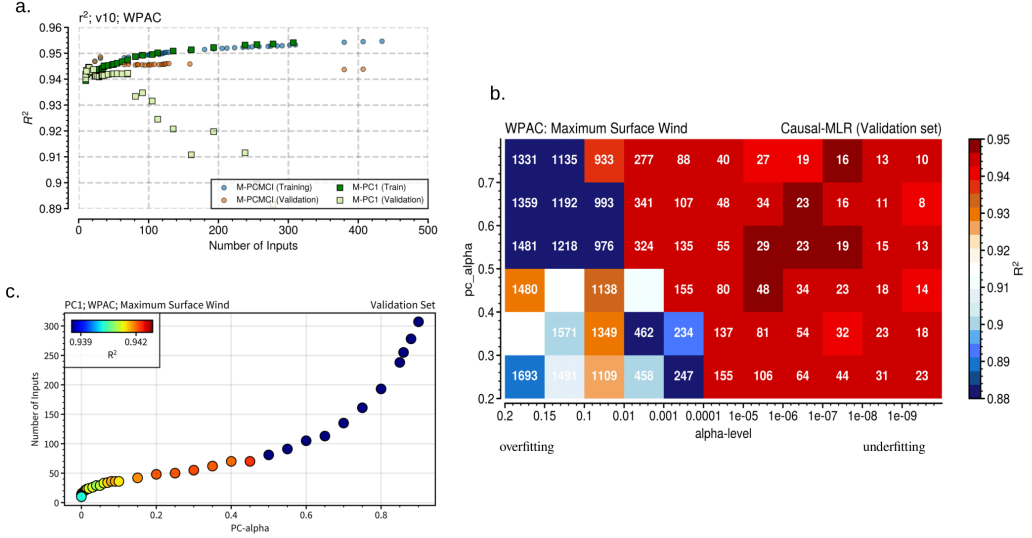 a.
r²; v10; WPAC
0.96
0.95
0.94
0.93
0.92
0.91
0.9
0.89
R²
M-PCMCI (Training)
M-PC1 (Train)
M-PCMCI (Validation)
M-PC1 (Validation)
0 100 200 300 400 500
Number of Inputs
b.
WPAC: Maximum Surface Wind Causal-MLR (Validation set)
1331 1135 933 277 88 40 27 19 16 13 10
1359 1192 993 341 107 48 34 23 16 11 8
1481 1218 976 324 135 55 29 23 19 15 13
1480 1138 155 80 48 34 23 18 14
1571 1349 462 234 137 81 54 32 23 18
1693 1491 1109 458 247 155 106 64 44 31 23
0.7
0.6
0.5
0.4
0.3
0.2
pc_alpha
0.2 0.15 0.1 0.01 0.001 0.0001 1e-05 1e-06 1e-07 1e-08 1e-09
alpha-level
overfitting underfitting
0.95
0.94
0.93
0.92
0.91
0.9
0.89
0.88
R²
c.
PC1; WPAC; Maximum Surface Wind Validation Set
0.939 0.942
R²
300
250
200
150
100
50
0
Number of Inputs
0 0.2 0.4 0.6 0.8
PC-alpha